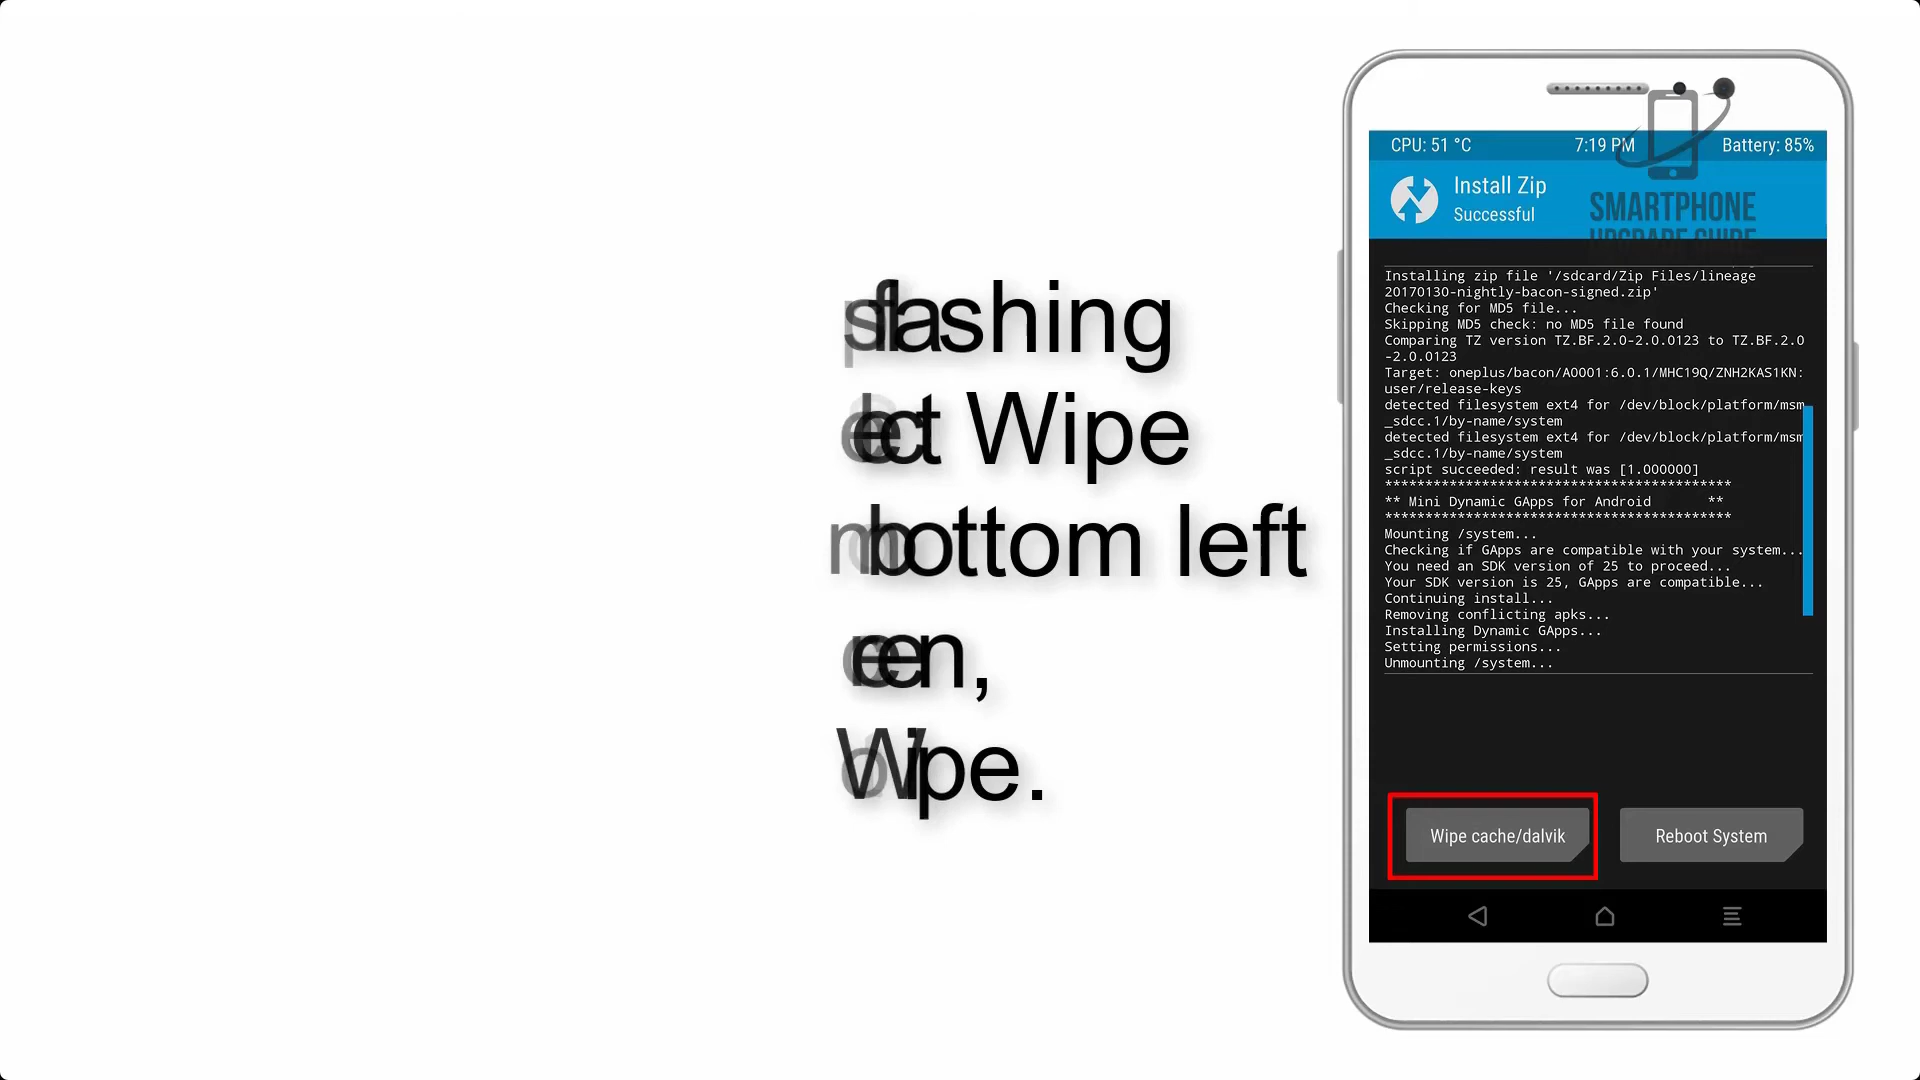 flashing
Wipe
bottom left
Wipe.
CPU: 51 °C 7:19 PM Battery: 85%
Install Zip
Successful
SMARTPHONE
UPGRADE GUIDE
Installing zip file '/sdcard/Zip Files/lineage
20170130-nightly-bacon-signed.zip'
Checking for MD5 file...
Skipping MD5 check: no MD5 file found
Comparing TZ version TZ.BF.2.0-2.0.0123 to TZ.BF.2.0
-2.0.0123
Target: oneplus/bacon/A0001:6.0.1/MHC19Q/ZNH2KAS1KN:
user/release-keys
detected filesystem ext4 for /dev/block/platform/msm
_sdcc.1/by-name/system
detected filesystem ext4 for /dev/block/platform/msm
_sdcc.1/by-name/system
script succeeded: result was [1.000000]
*******************************************
** Mini Dynamic GApps for Android **
*******************************************
Mounting /system...
Checking if GApps are compatible with your system...
You need an SDK version of 25 to proceed...
Your SDK version is 25, GApps are compatible...
Continuing install...
Removing conflicting apks...
Installing Dynamic GApps...
Setting permissions...
Unmounting /system...
Wipe cache/dalvik Reboot System